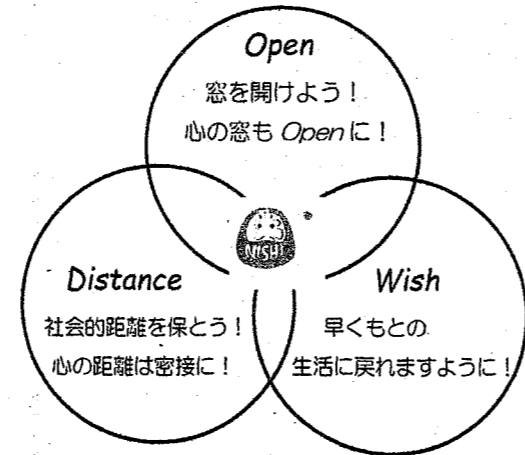 Open
窓を開けよう！
心の窓も Open に！
NISHI
Distance
社会的距離を保とう！
心の距離は密接に！
Wish
早くもとの
生活に戻れますように！